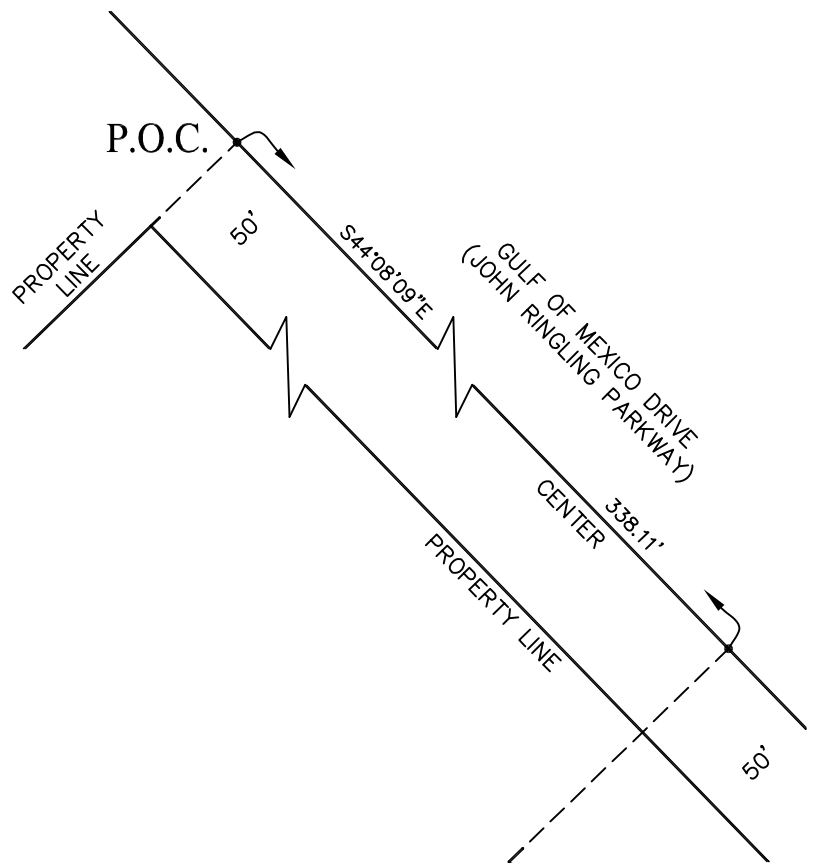 P.O.C.
PROPERTY
LINE
50'
S44°08'09"E
GULF OF MEXICO DRIVE
(JOHN RINGLING PARKWAY)
CENTER
338.11'
PROPERTY LINE
50'